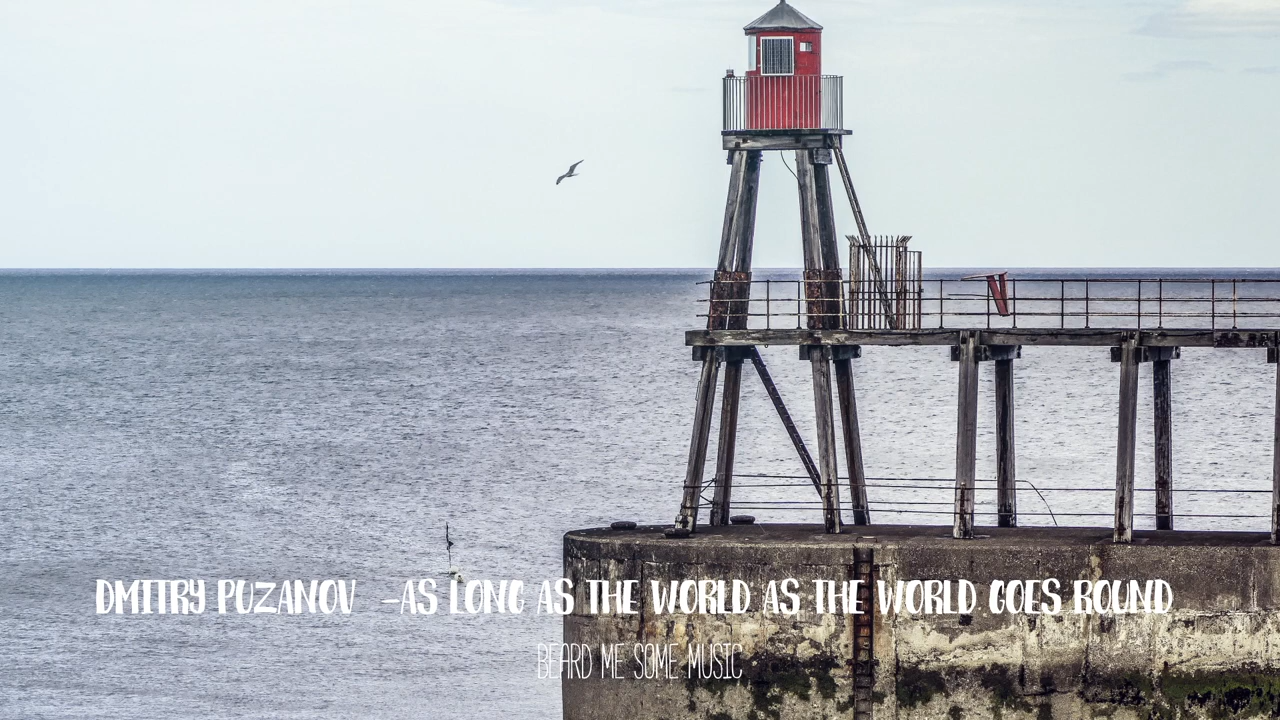 DMITRY PUZANOV -AS LONG AS THE WORLD AS THE WORLD GOES ROUND
BEARD ME SOME MUSIC